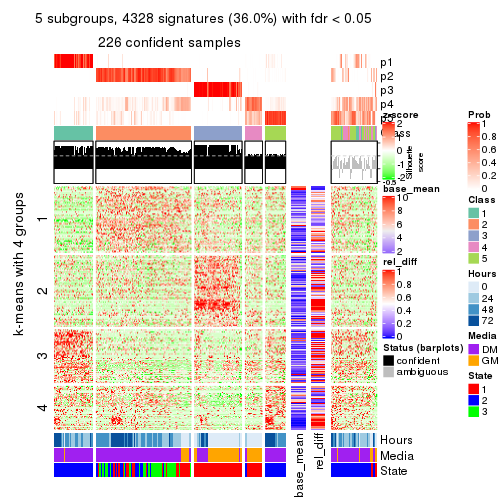 5 subgroups, 4328 signatures (36.0%) with fdr < 0.05
226 confident samples
p1
p2
p3
p4
p5
Class
Silhouette
score
k-means with 4 groups
1
2
3
4
Hours
Media
State
base_mean
rel_diff
z-score
2
1
0
-1
-2
base_mean
10
8
6
4
2
rel_diff
1
0.8
0.6
0.4
0.2
0
Status (barplots)
confident
ambiguous
Prob
1
0.8
0.6
0.4
0.2
0
Class
1
2
3
4
5
Hours
0
24
48
72
Media
DM
GM
State
1
2
3